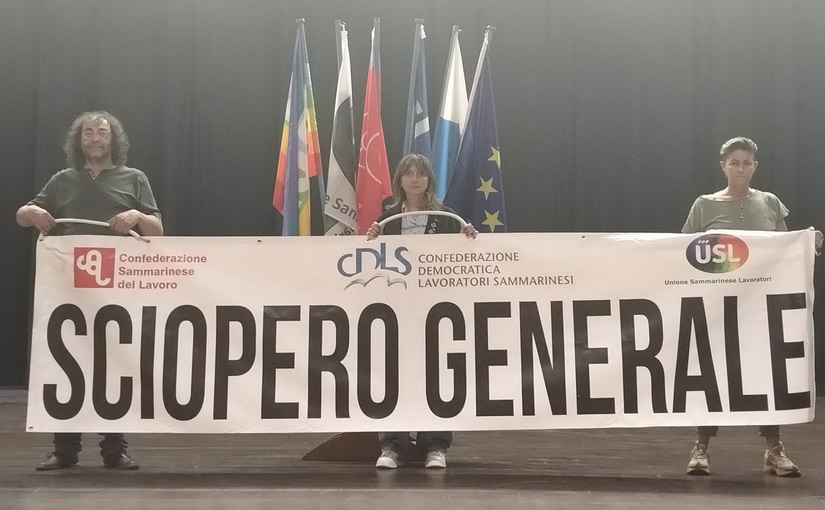 Confederazione
Sammarinese
del Lavoro
CDLS
CONFEDERAZIONE
DEMOCRATICA
LAVORATORI SAMMARINESI
USL
Unione Sammarinese Lavoratori
SCIOPERO GENERALE